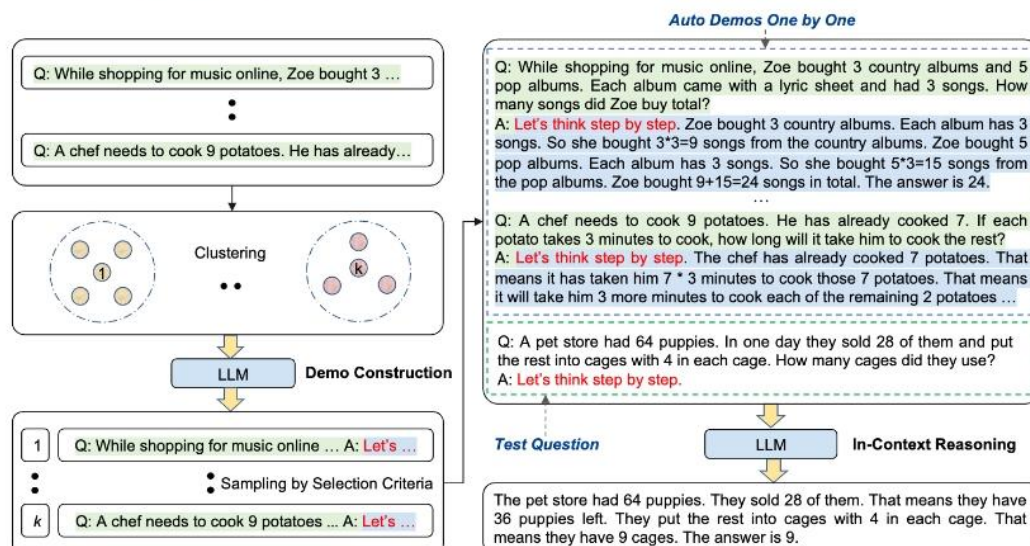 Q: While shopping for music online, Zoe bought 3 …
Q: A chef needs to cook 9 potatoes. He has already…
1
Clustering
k
LLM
Demo Construction
1
Q: While shopping for music online … A: Let's …
Sampling by Selection Criteria
k
Q: A chef needs to cook 9 potatoes ... A: Let's …
Auto Demos One by One
Q: While shopping for music online, Zoe bought 3 country albums and 5
pop albums. Each album came with a lyric sheet and had 3 songs. How
many songs did Zoe buy total?
A: Let's think step by step. Zoe bought 3 country albums. Each album has 3
songs. So she bought 3*3=9 songs from the country albums. Zoe bought 5
pop albums. Each album has 3 songs. So she bought 5*3=15 songs from
the pop albums. Zoe bought 9+15=24 songs in total. The answer is 24.
…
Q: A chef needs to cook 9 potatoes. He has already cooked 7. If each
potato takes 3 minutes to cook, how long will it take him to cook the rest?
A: Let's think step by step. The chef has already cooked 7 potatoes. That
means it has taken him 7 * 3 minutes to cook those 7 potatoes. That means
it will take him 3 more minutes to cook each of the remaining 2 potatoes …
Q: A pet store had 64 puppies. In one day they sold 28 of them and put
the rest into cages with 4 in each cage. How many cages did they use?
A: Let's think step by step.
Test Question
LLM
In-Context Reasoning
The pet store had 64 puppies. They sold 28 of them. That means they have
36 puppies left. They put the rest into cages with 4 in each cage. That
means they have 9 cages. The answer is 9.